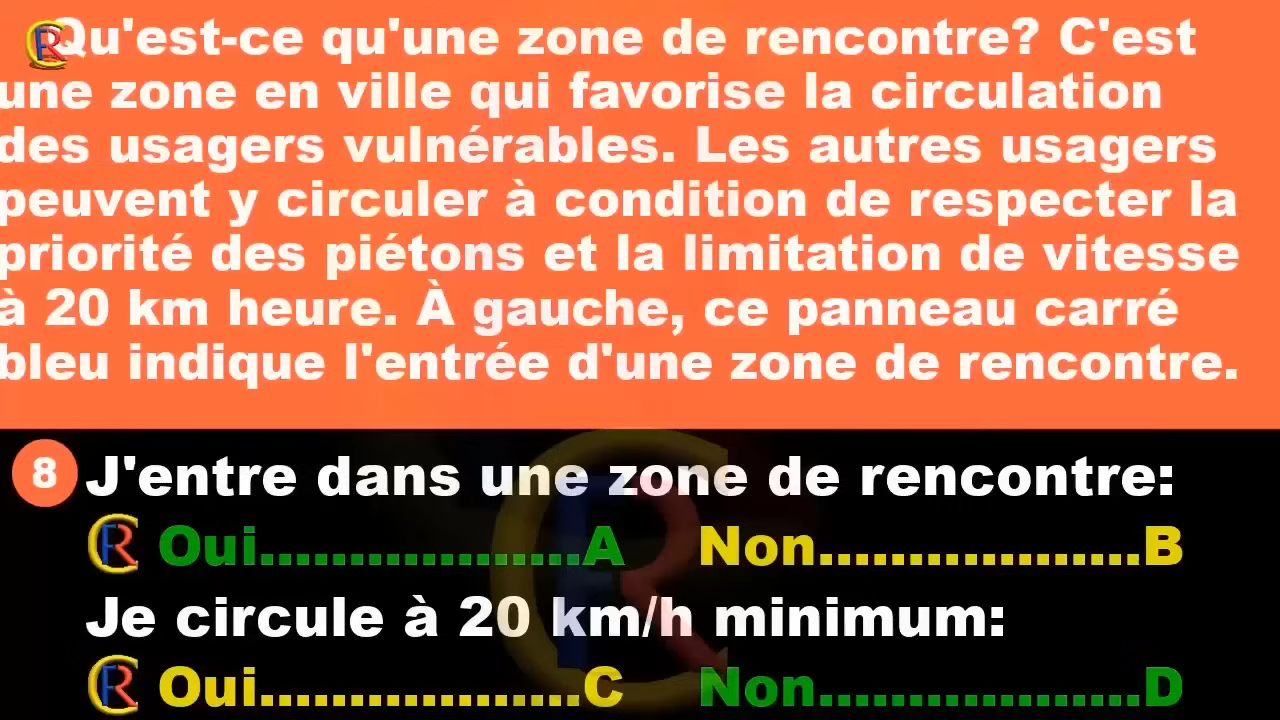 Qu'est-ce qu'une zone de rencontre? C'est
une zone en ville qui favorise la circulation
des usagers vulnérables. Les autres usagers
peuvent y circuler à condition de respecter la
priorité des piétons et la limitation de vitesse
à 20 km heure. À gauche, ce panneau carré
bleu indique l'entrée d'une zone de rencontre.
8 J'entre dans une zone de rencontre:
Oui..................A Non..................B
Je circule à 20 km/h minimum:
Oui..................C Non..................D